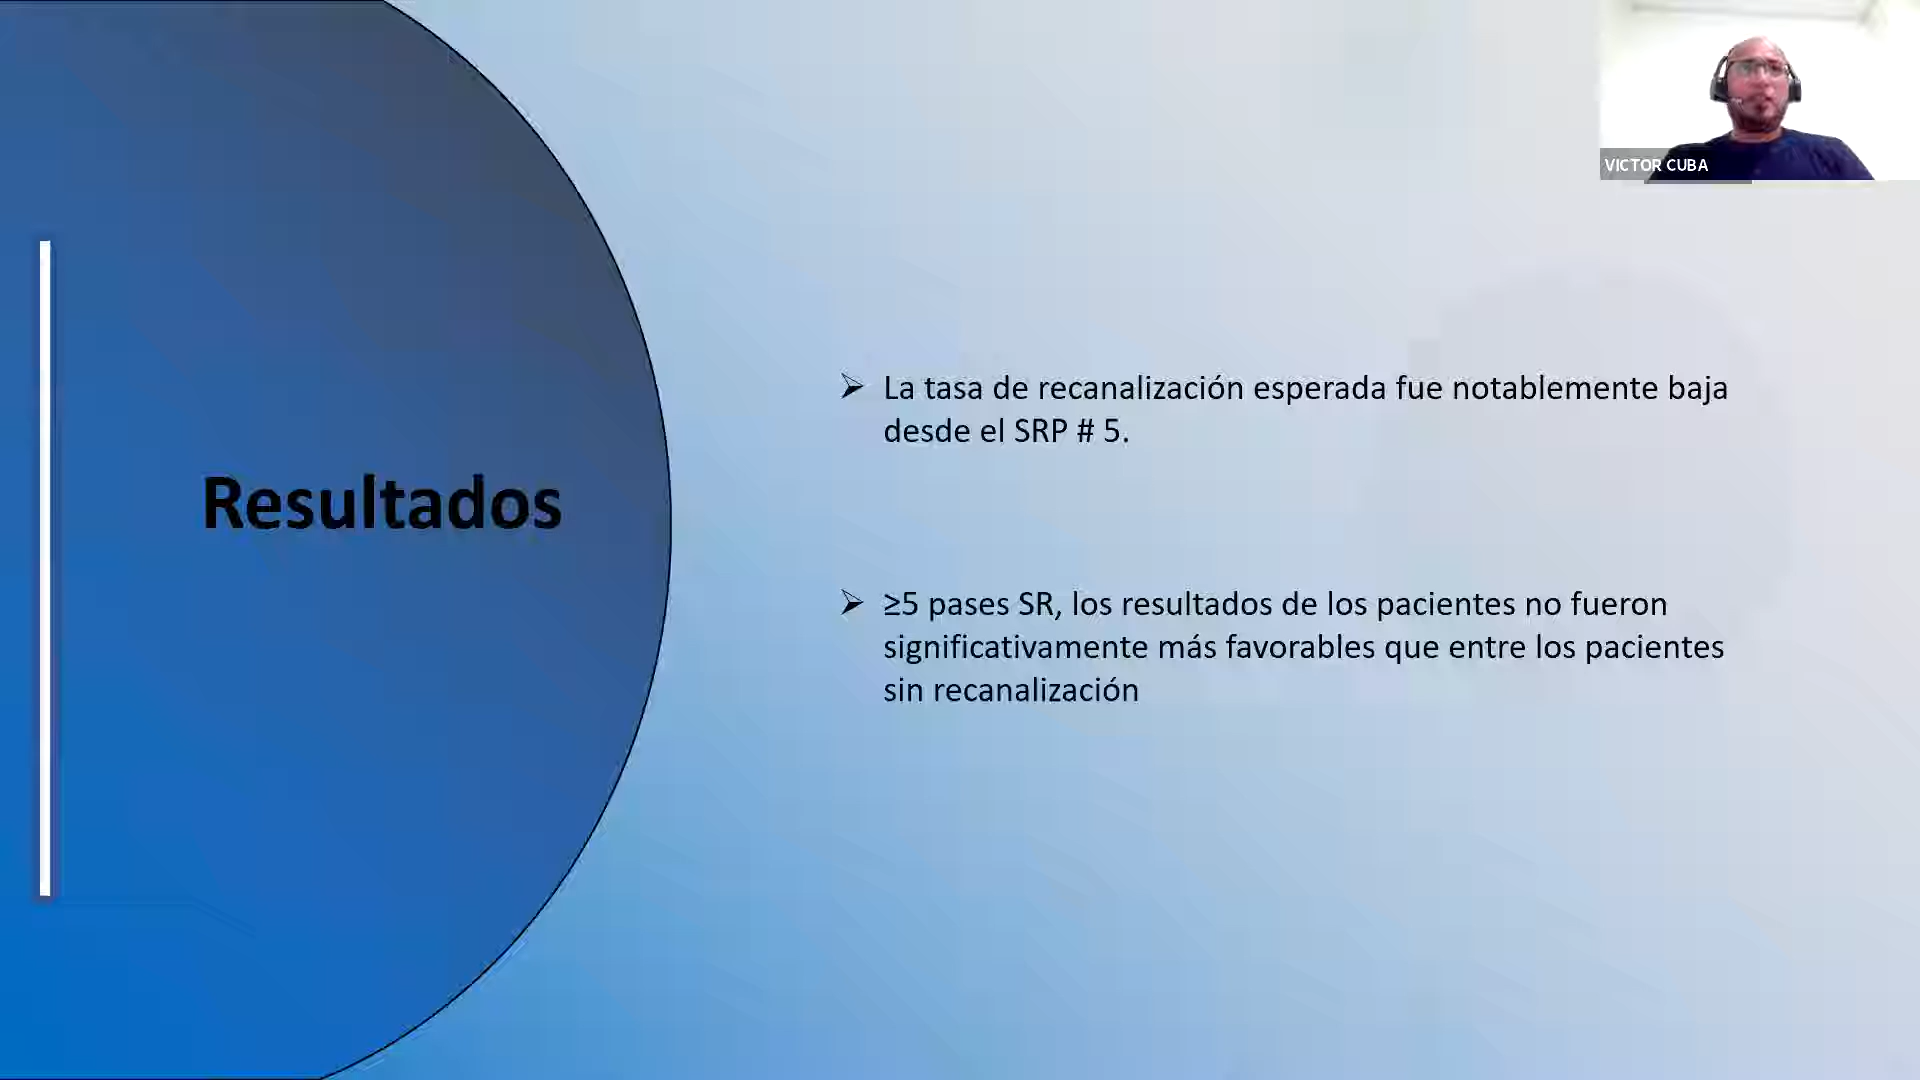 VICTOR CUBA
Resultados
➢ La tasa de recanalización esperada fue notablemente baja
desde el SRP # 5.
➢ ≥5 pases SR, los resultados de los pacientes no fueron
significativamente más favorables que entre los pacientes
sin recanalización